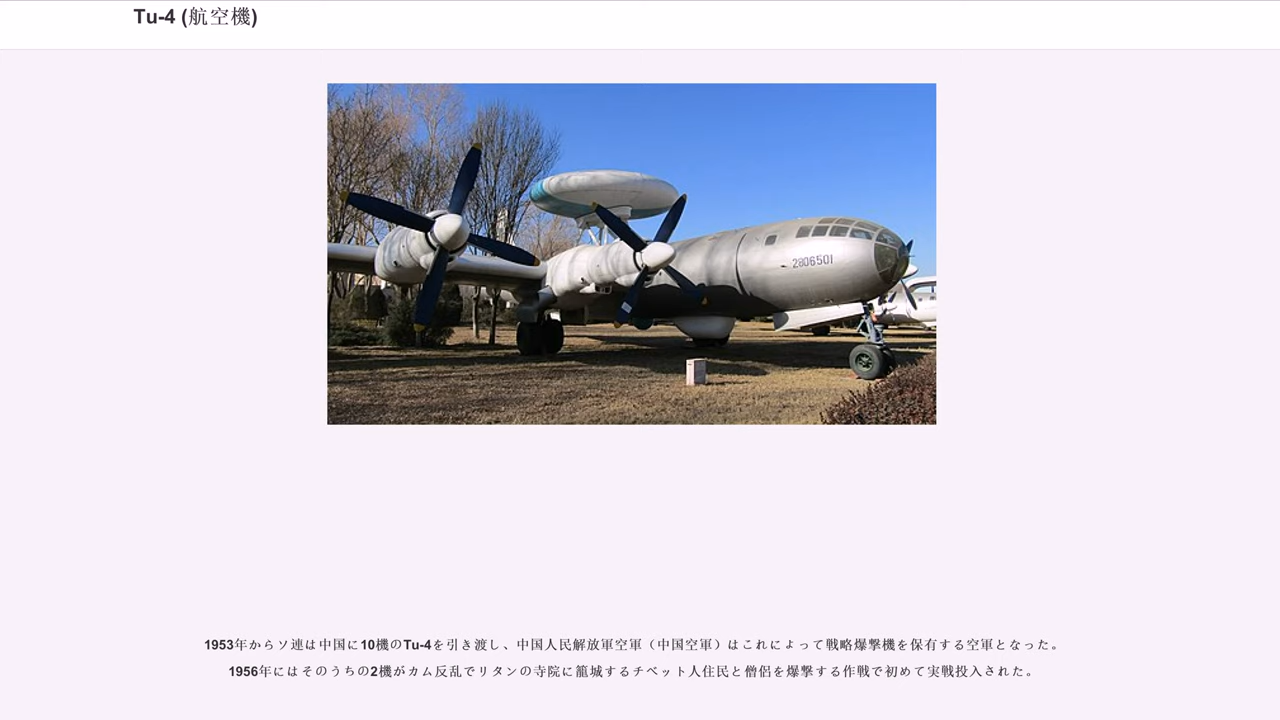 Tu-4 (航空機)
2806501
1953年からソ連は中国に10機のTu-4を引き渡し、中国人民解放軍空軍（中国空軍）はこれによって戦略爆撃機を保有する空軍となった。
1956年にはそのうちの2機がカム反乱でリタンの寺院に籠城するチベット人住民と僧侶を爆撃する作戦で初めて実戦投入された。